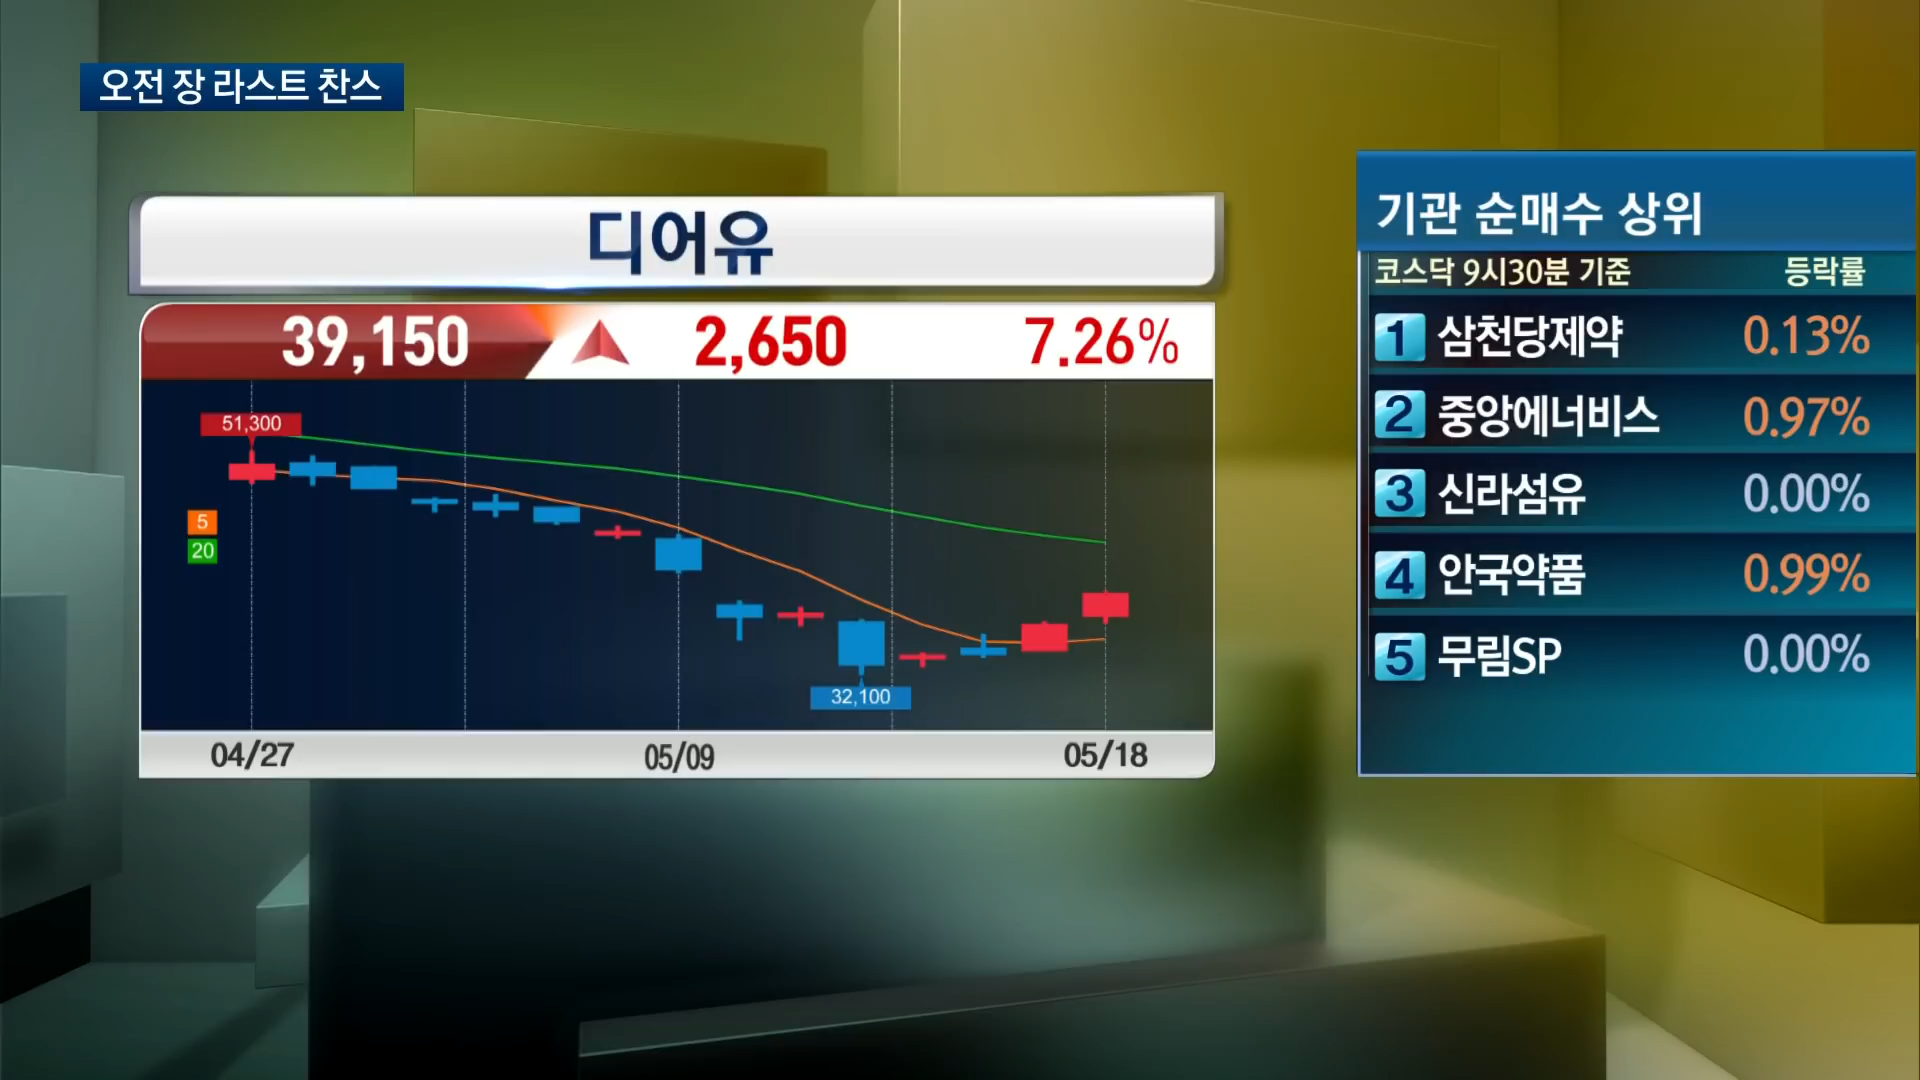 오전 장 라스트 찬스
디어유
39,150 2,650 7.26%
51,300
5
20
32,100
04/27 05/09 05/18
기관 순매수 상위
코스닥 9시30분 기준 등락률
1 삼천당제약 0.13%
2 중앙에너비스 0.97%
3 신라섬유 0.00%
4 안국약품 0.99%
5 무림SP 0.00%